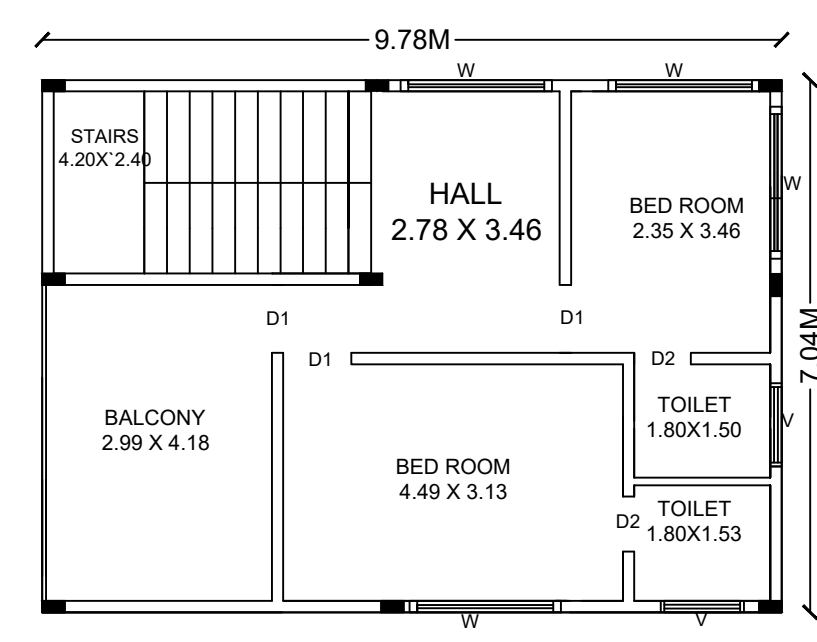 9.78M
W
W
STAIRS
4.20X`2.40
HALL
2.78 X 3.46
BED ROOM
2.35 X 3.46
W
D1
D1
D1
D2
7.04M
BALCONY
2.99 X 4.18
TOILET
1.80X1.50
V
BED ROOM
4.49 X 3.13
D2
TOILET
1.80X1.53
W
V